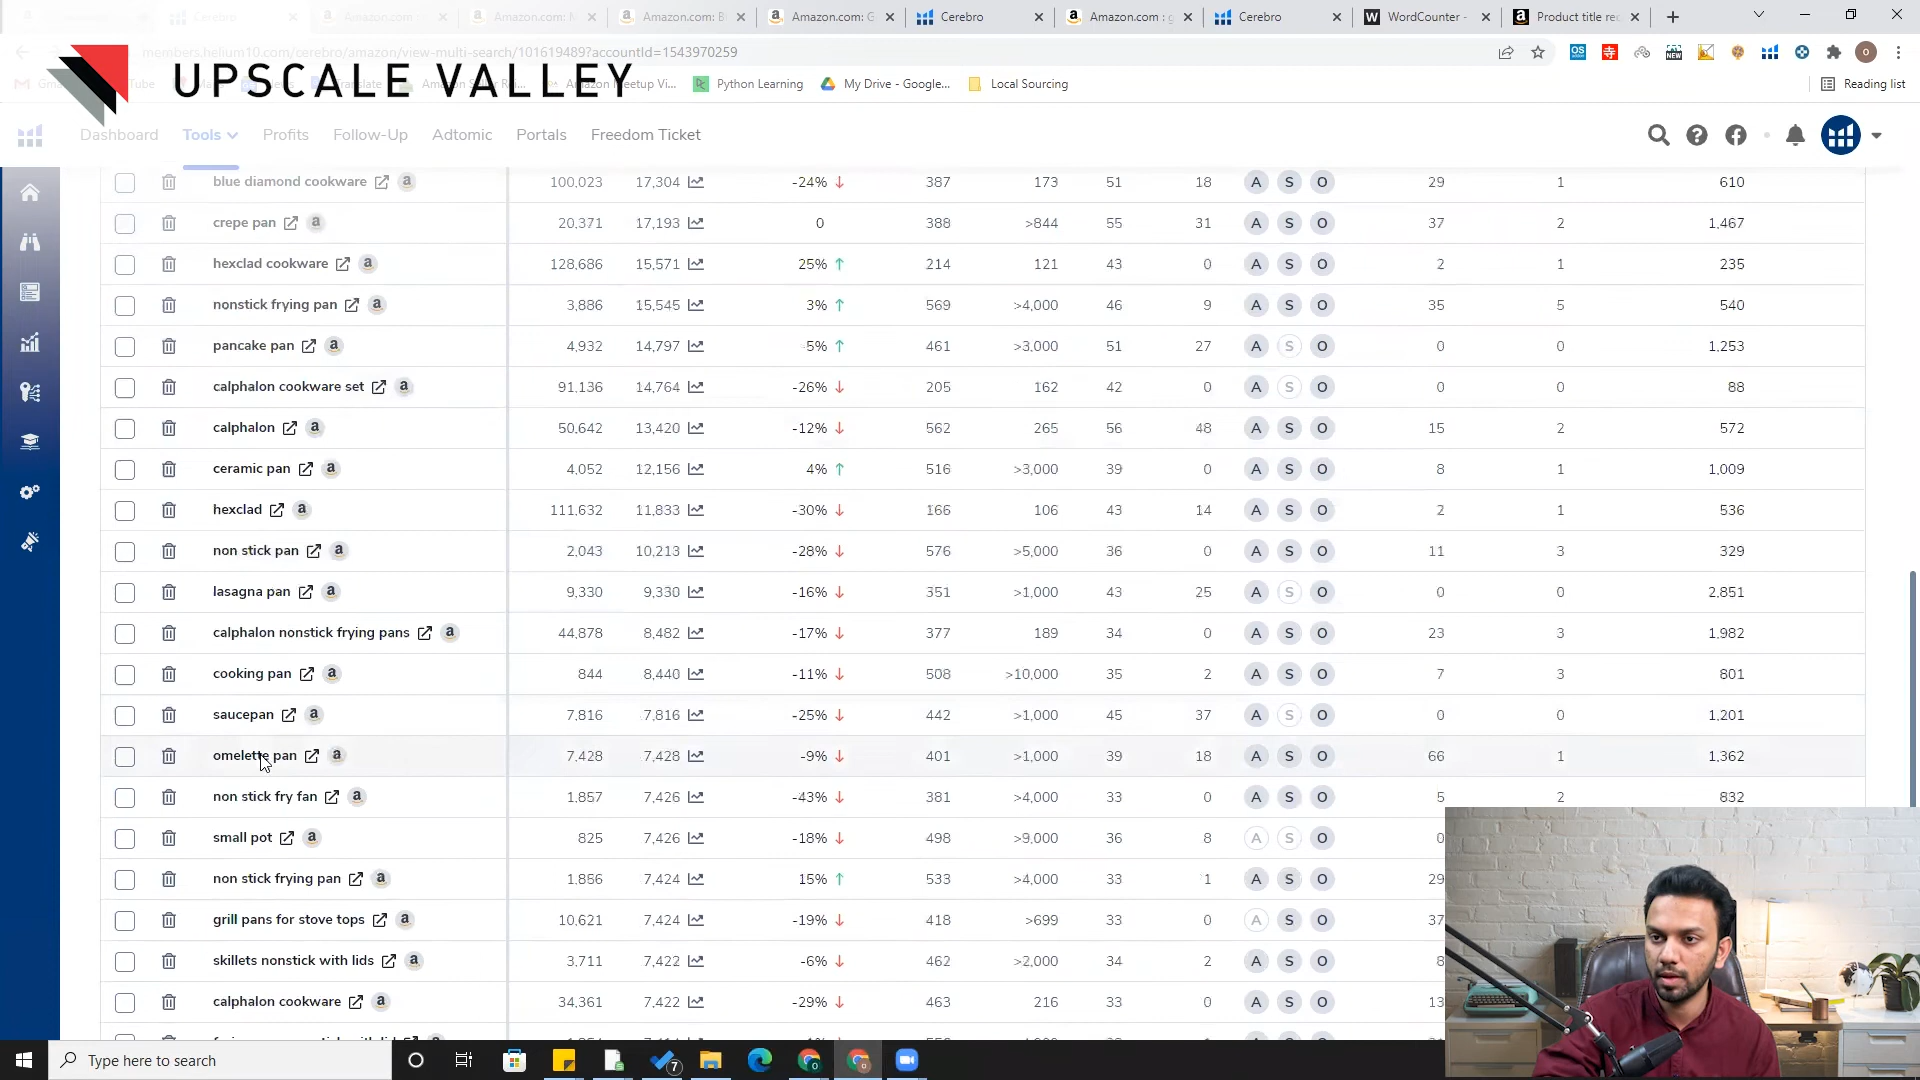 Cerebro
Amazon.com
Amazon.com:
Amazon.com: B
Amazon.com: G
Cerebro
Amazon.com : g
Cerebro
WordCounter -
Product title rec
members.helium10.com/cerebro/amazon/view-multi-search/101619489?accountId=1543970259
UPSCALE VALLEY
Python Learning
My Drive - Google...
Local Sourcing
Reading list
Dashboard
Tools
Profits
Follow-Up
Adtomic
Portals
Freedom Ticket
blue diamond cookware 100,023 17,304 -24% 387 173 51 18 A S O 29 1 610
crepe pan 20,371 17,193 0 388 >844 55 31 A S O 37 2 1,467
hexclad cookware 128,686 15,571 25% 214 121 43 0 A S O 2 1 235
nonstick frying pan 3,886 15,545 3% 569 >4,000 46 9 A S O 35 5 540
pancake pan 4,932 14,797 5% 461 >3,000 51 27 A S O 0 0 1,253
calphalon cookware set 91,136 14,764 -26% 205 162 42 0 A S O 0 0 88
calphalon 50,642 13,420 -12% 562 265 56 48 A S O 15 2 572
ceramic pan 4,052 12,156 4% 516 >3,000 39 0 A S O 8 1 1,009
hexclad 111,632 11,833 -30% 166 106 43 14 A S O 2 1 536
non stick pan 2,043 10,213 -28% 576 >5,000 36 0 A S O 11 3 329
lasagna pan 9,330 9,330 -16% 351 >1,000 43 25 A S O 0 0 2,851
calphalon nonstick frying pans 44,878 8,482 -17% 377 189 34 0 A S O 23 3 1,982
cooking pan 844 8,440 -11% 508 >10,000 35 2 A S O 7 3 801
saucepan 7,816 7,816 -25% 442 >1,000 45 37 A S O 0 0 1,201
omelette pan 7,428 7,428 -9% 401 >1,000 39 18 A S O 66 1 1,362
non stick fry fan 1,857 7,426 -43% 381 >4,000 33 0 A S O 5 2 832
small pot 825 7,426 -18% 498 >9,000 36 8 A S O 0
non stick frying pan 1,856 7,424 15% 533 >4,000 33 1 A S O 29
grill pans for stove tops 10,621 7,424 -19% 418 >699 33 0 A S O 37
skillets nonstick with lids 3,711 7,422 -6% 462 >2,000 34 2 A S O 8
calphalon cookware 34,361 7,422 -29% 463 216 33 0 A S O 13
Type here to search
7